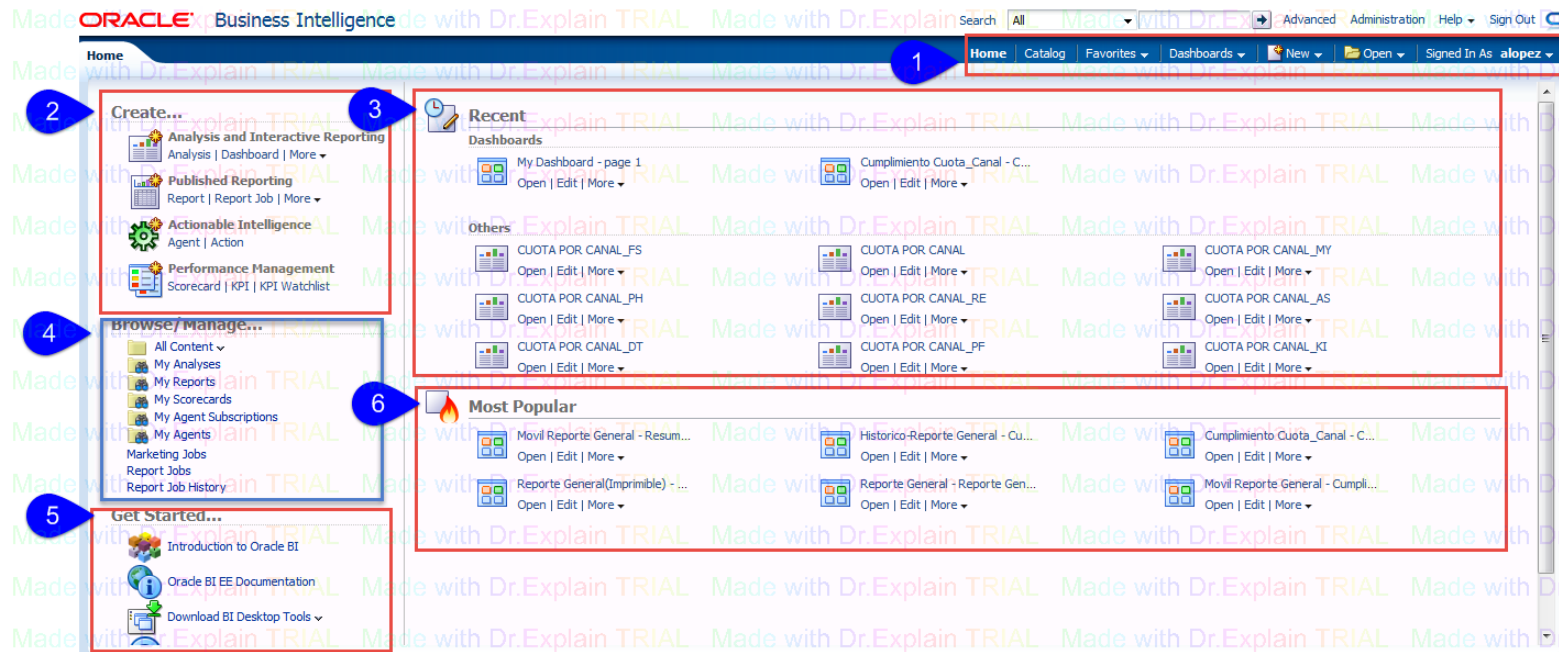 ORACLE Business Intelligence
Search All Advanced Administration Help Sign Out
Home
1
Home Catalog Favorites Dashboards New Open Signed In As alopez
2
Create...
Analysis and Interactive Reporting
Analysis | Dashboard | More
Published Reporting
Report | Report Job | More
Actionable Intelligence
Agent | Action
Performance Management
Scorecard | KPI | KPI Watchlist
4
Browse/Manage...
All Content
My Analyses
My Reports
My Scorecards
My Agent Subscriptions
My Agents
Marketing Jobs
Report Jobs
Report Job History
5
Get Started...
Introduction to Oracle BI
Oracle BI EE Documentation
Download BI Desktop Tools
3
Recent
Dashboards
My Dashboard - page 1
Open | Edit | More
Cumplimiento Cuota_Canal - C...
Open | Edit | More
Others
CUOTA POR CANAL_FS
Open | Edit | More
CUOTA POR CANAL
Open | Edit | More
CUOTA POR CANAL_MY
Open | Edit | More
CUOTA POR CANAL_PH
Open | Edit | More
CUOTA POR CANAL_RE
Open | Edit | More
CUOTA POR CANAL_AS
Open | Edit | More
CUOTA POR CANAL_DT
Open | Edit | More
CUOTA POR CANAL_PF
Open | Edit | More
CUOTA POR CANAL_KI
Open | Edit | More
6
Most Popular
Movil Reporte General - Resum...
Open | Edit | More
Historico-Reporte General - Cu...
Open | Edit | More
Cumplimiento Cuota_Canal - C...
Open | Edit | More
Reporte General(Imprimible) - ...
Open | Edit | More
Reporte General - Reporte Gen...
Open | Edit | More
Movil Reporte General - Cumpli...
Open | Edit | More
Made with Dr.Explain TRIAL